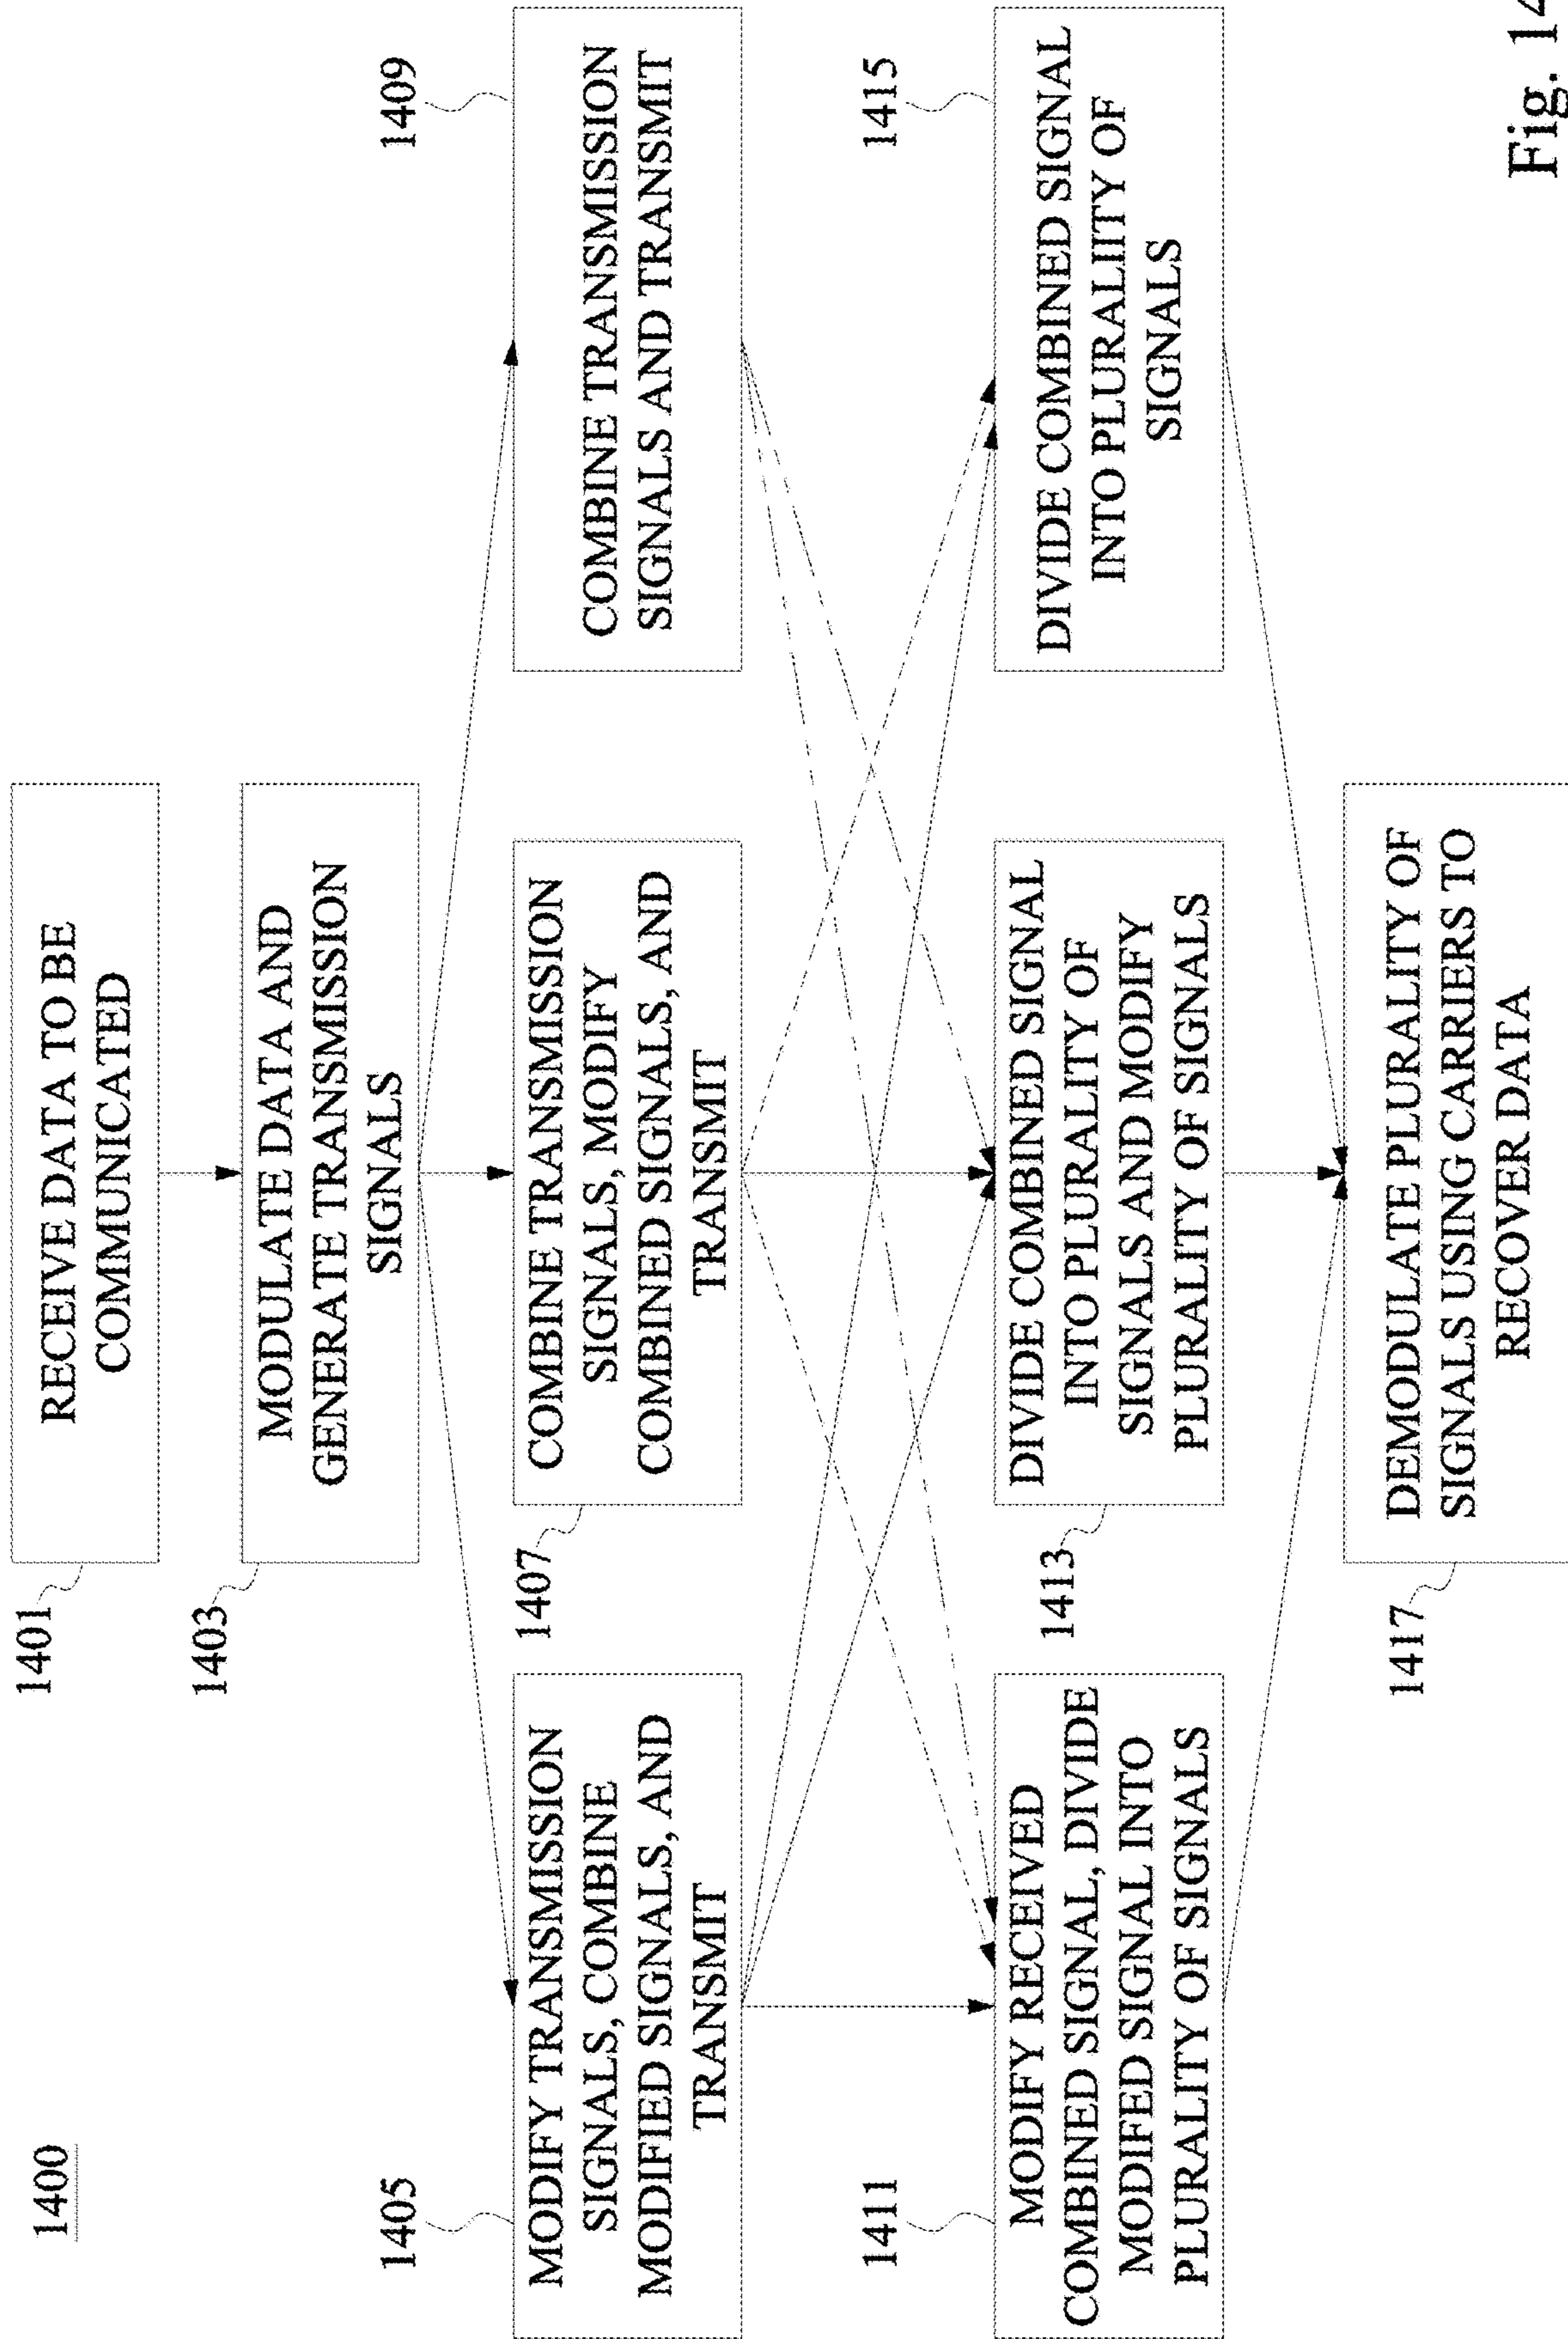 1400
1401
RECEIVE DATA TO BE
COMMUNICATED
1403
MODULATE DATA AND
GENERATE TRANSMISSION
SIGNALS
1405
MODIFY TRANSMISSION
SIGNALS, COMBINE
MODIFIED SIGNALS, AND
TRANSMIT
1407
COMBINE TRANSMISSION
SIGNALS, MODIFY
COMBINED SIGNALS, AND
TRANSMIT
1409
COMBINE TRANSMISSION
SIGNALS AND TRANSMIT
1411
MODIFY RECEIVED
COMBINED SIGNAL, DIVIDE
MODIFED SIGNAL INTO
PLURALITY OF SIGNALS
1413
DIVIDE COMBINED SIGNAL
INTO PLURALITY OF
SIGNALS AND MODIFY
PLURALITY OF SIGNALS
1415
DIVIDE COMBINED SIGNAL
INTO PLURALIITY OF
SIGNALS
1417
DEMODULATE PLURALITY OF
SIGNALS USING CARRIERS TO
RECOVER DATA
Fig. 14